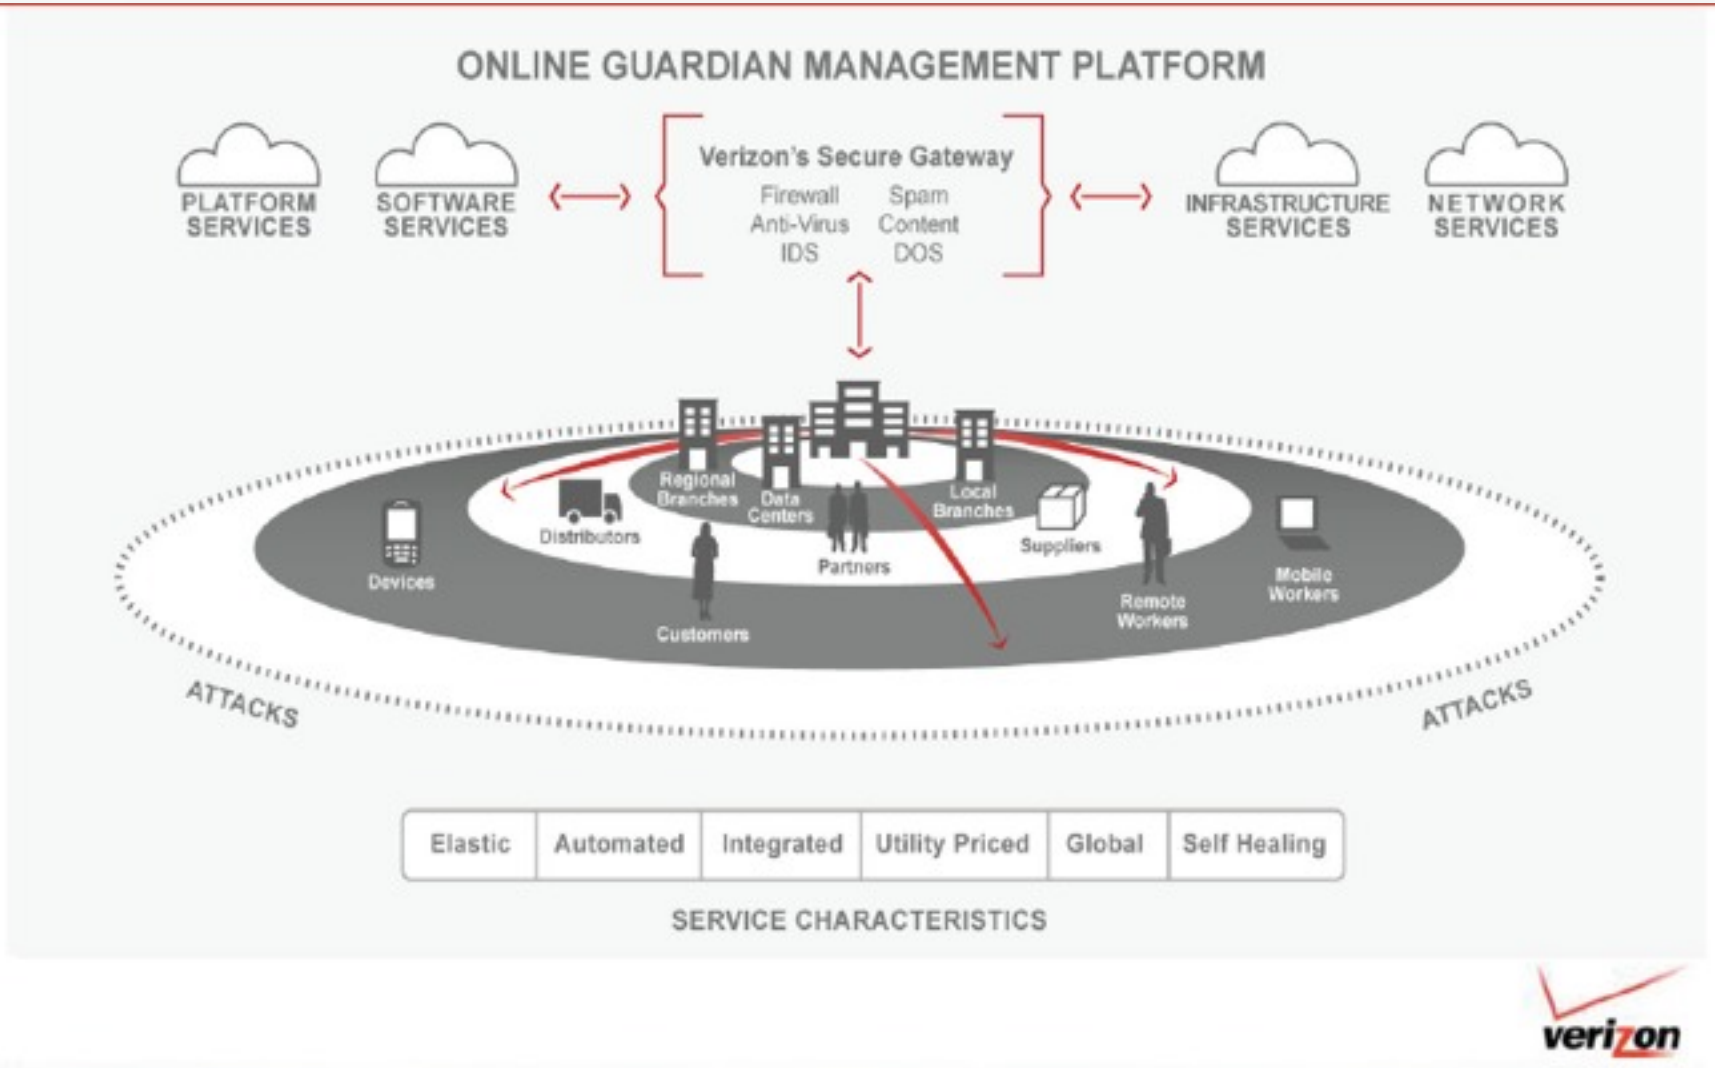 ONLINE GUARDIAN MANAGEMENT PLATFORM
PLATFORM
SERVICES
SOFTWARE
SERVICES
Verizon's Secure Gateway
Firewall Spam
Anti-Virus Content
IDS DOS
INFRASTRUCTURE
SERVICES
NETWORK
SERVICES
Regional
Branches
Data
Centers
Local
Branches
Distributors
Partners
Suppliers
Devices
Customers
Remote
Workers
Mobile
Workers
ATTACKS
ATTACKS
Elastic Automated Integrated Utility Priced Global Self Healing
SERVICE CHARACTERISTICS
verizon